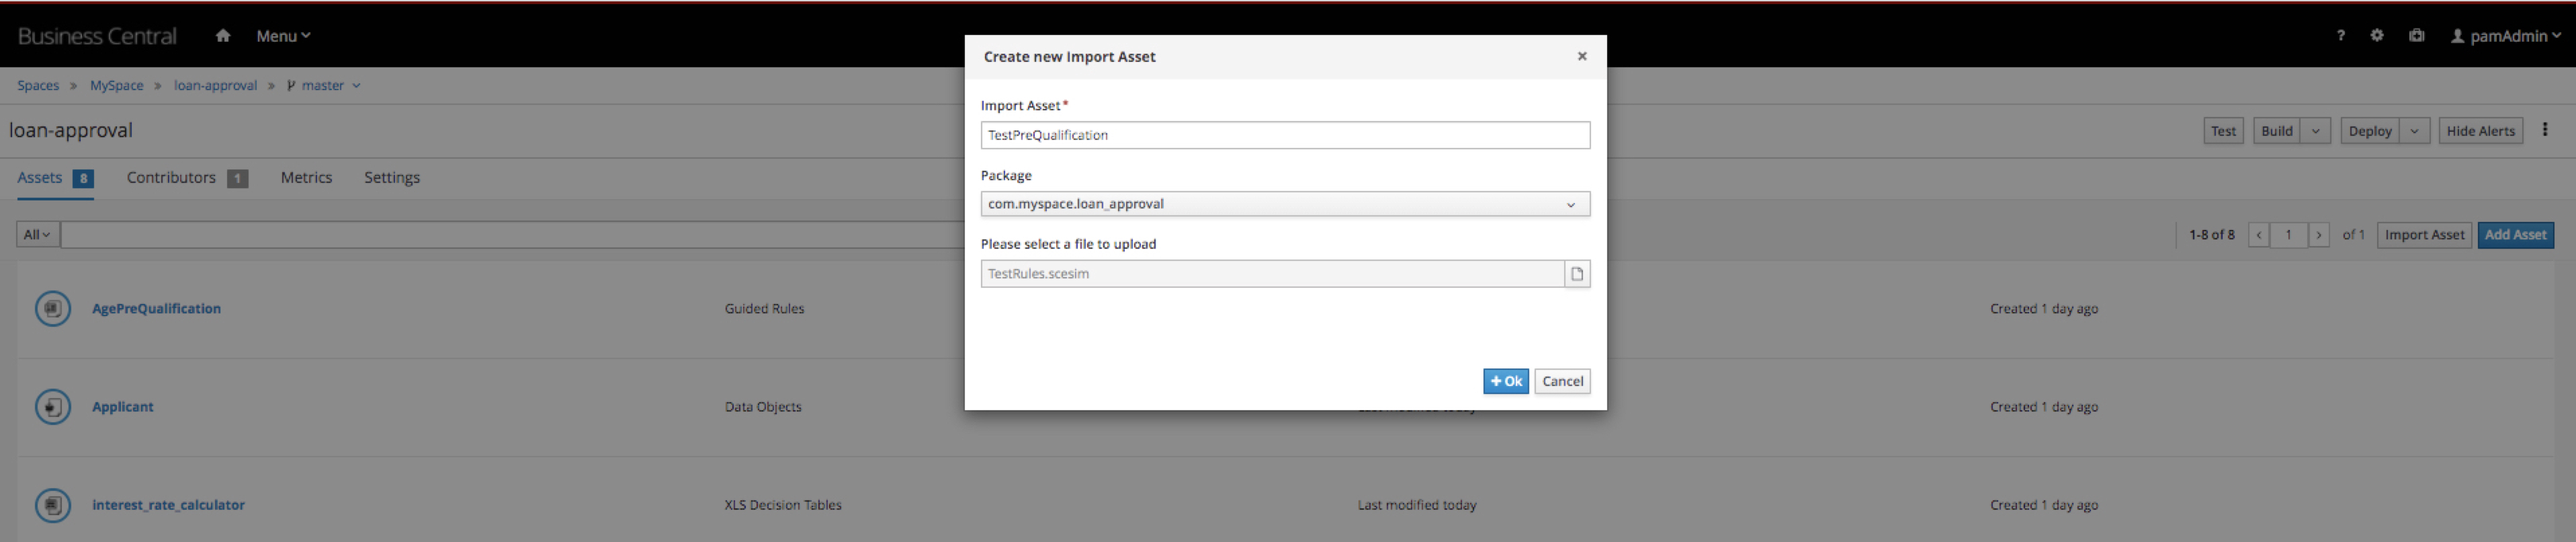 Business Central Menu ? pamAdmin
Create new Import Asset ×
Spaces » MySpace » loan-approval » master
Import Asset*
loan-approval
TestPreQualification
Test Build Deploy Hide Alerts
Package
Assets 8 Contributors 1 Metrics Settings
com.myspace.loan_approval
All 1-8 of 8 < 1 > of 1 Import Asset Add Asset
Please select a file to upload
TestRules.scesim
AgePreQualification Guided Rules Created 1 day ago
+ Ok Cancel
Applicant Data Objects Last modified today Created 1 day ago
interest_rate_calculator XLS Decision Tables Last modified today Created 1 day ago